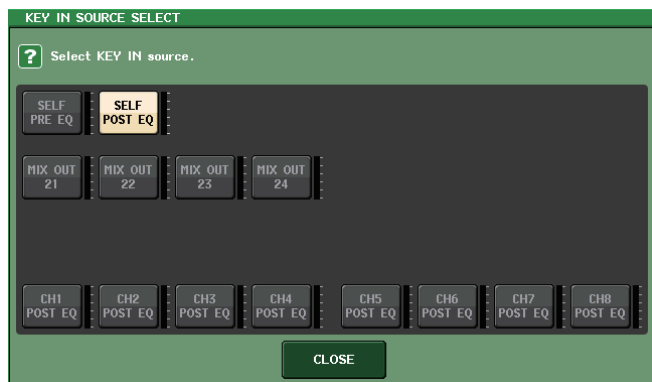 KEY IN SOURCE SELECT
? Select KEY IN source.
SELF PRE EQ
SELF POST EQ
MIX OUT 21
MIX OUT 22
MIX OUT 23
MIX OUT 24
CH1 POST EQ
CH2 POST EQ
CH3 POST EQ
CH4 POST EQ
CH5 POST EQ
CH6 POST EQ
CH7 POST EQ
CH8 POST EQ
CLOSE